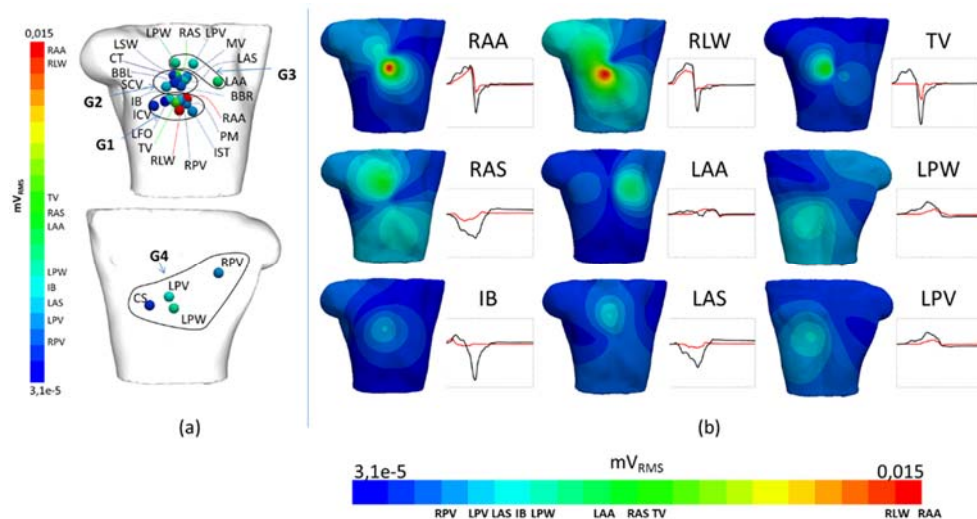 0,015
RAA
RLW
TV
RAS
LAA
LPW
IB
LAS
LPV
RPV
3,1e-5
mVRMS
LPW RAS LPV
LSW MV
CT LAS
BBL G3
SCV LAA
G2 BBR
IB RAA
ICV
G1 LFO PM
TV IST
RLW RPV
G4 RPV
LPV
CS
LPW
(a)
RAA RLW TV
RAS LAA LPW
IB LAS LPV
(b)
mVRMS
3,1e-5 0,015
RPV LPV LAS IB LPW LAA RAS TV RLW RAA